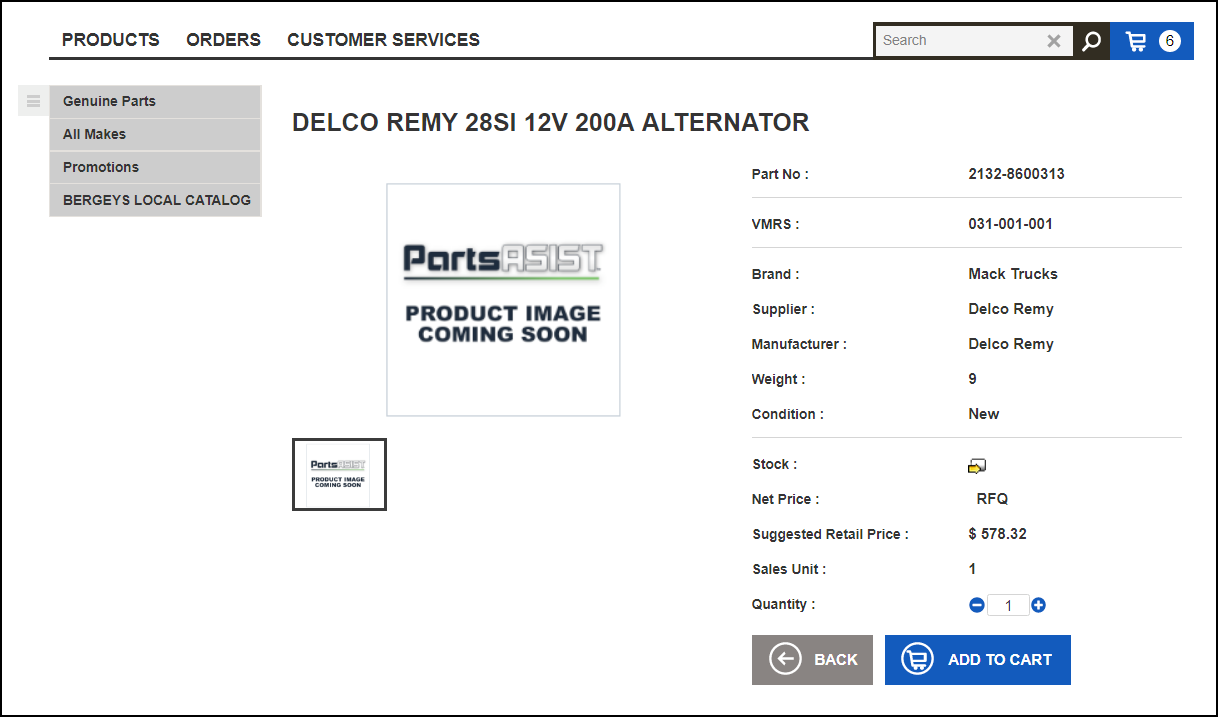 PRODUCTS ORDERS CUSTOMER SERVICES
Search
6
Genuine Parts
All Makes
Promotions
BERGEYS LOCAL CATALOG
DELCO REMY 28SI 12V 200A ALTERNATOR
PartsASIST
PRODUCT IMAGE
COMING SOON
PartsASIST
PRODUCT IMAGE
COMING SOON
Part No : 2132-8600313
VMRS : 031-001-001
Brand : Mack Trucks
Supplier : Delco Remy
Manufacturer : Delco Remy
Weight : 9
Condition : New
Stock :
Net Price : RFQ
Suggested Retail Price : $ 578.32
Sales Unit : 1
Quantity : 1
BACK ADD TO CART